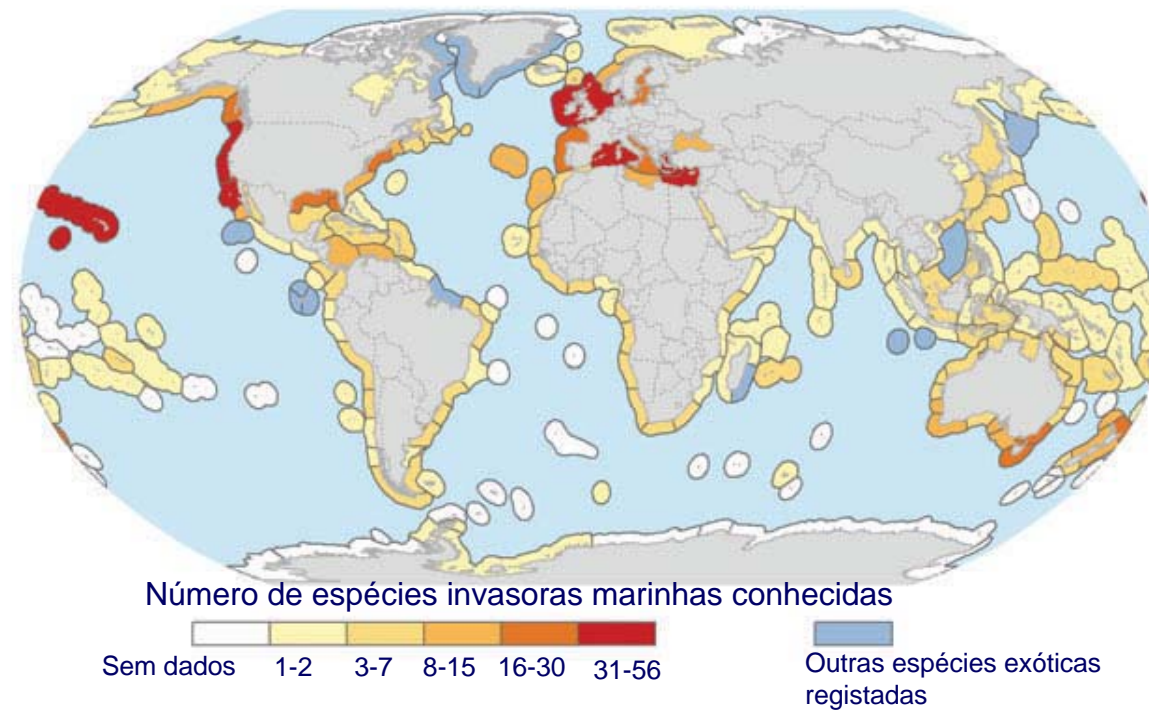 Número de espécies invasoras marinhas conhecidas
Sem dados 1-2 3-7 8-15 16-30 31-56
Outras espécies exóticas
registadas